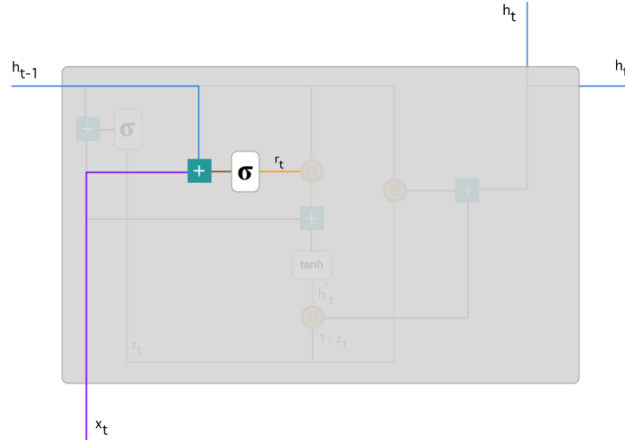 h_t
h_t-1
h_t
+
σ
+
σ
r_t
+
+
tanh
h'_t
z_t
1- z_t
x_t